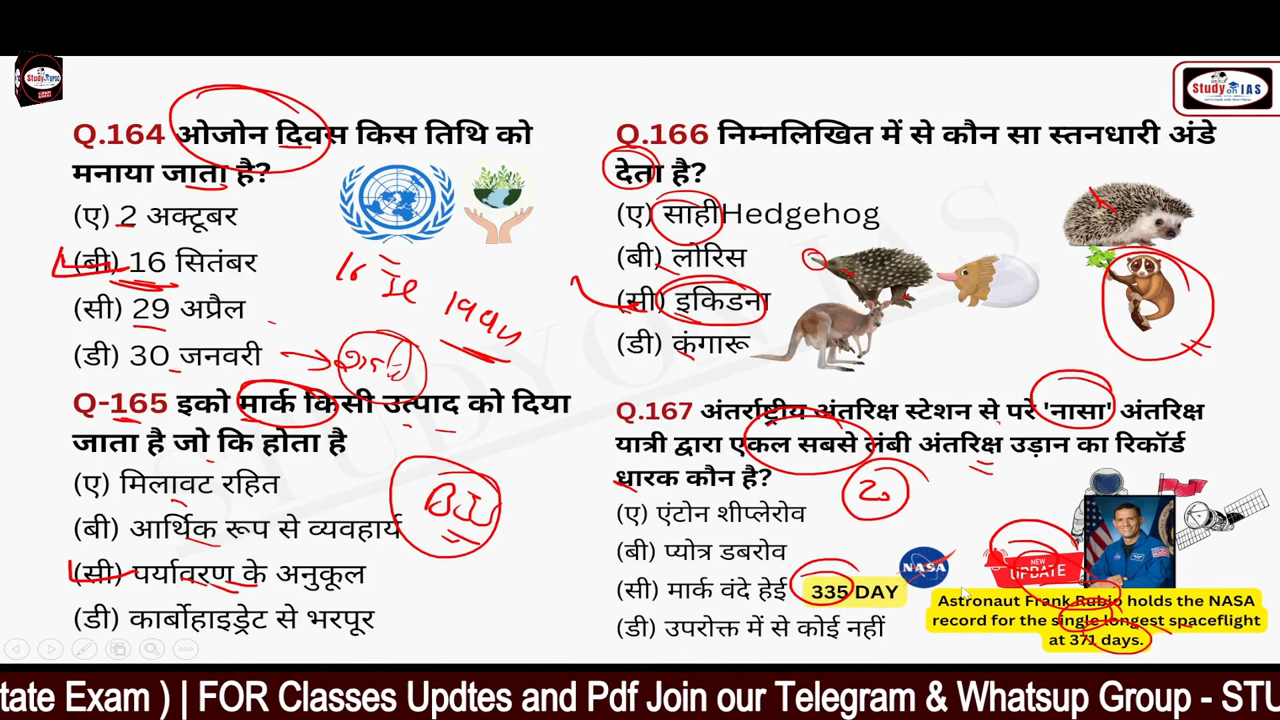 Study on IAS
Q.164 ओजोन दिवस किस तिथि को
मनाया जाता है?
(ए) 2 अक्टूबर
(बी) 16 सितंबर
(सी) 29 अप्रैल
(डी) 30 जनवरी
Q-165 इको मार्क किसी उत्पाद को दिया
जाता है जो कि होता है
(ए) मिलावट रहित
(बी) आर्थिक रूप से व्यवहार्य
(सी) पर्यावरण के अनुकूल
(डी) कार्बोहाइड्रेट से भरपूर
BIS
Q.166 निम्नलिखित में से कौन सा स्तनधारी अंडे
देता है?
(ए) साहीHedgehog
(बी) लोरिस
(सी) इकिडना
(डी) कंगारू
Q.167 अंतर्राष्ट्रीय अंतरिक्ष स्टेशन से परे 'नासा' अंतरिक्ष
यात्री द्वारा एकल सबसे लंबी अंतरिक्ष उड़ान का रिकॉर्ड
धारक कौन है?
(ए) एंटोन शीप्लेरोव
(बी) प्योत्र डबरोव
(सी) मार्क वंदे हेई 335 DAY
(डी) उपरोक्त में से कोई नहीं
NASA
NEW
UPDATE
Astronaut Frank Rubio holds the NASA
record for the single longest spaceflight
at 371 days.
tate Exam ) | FOR Classes Updtes and Pdf Join our Telegram & Whatsup Group - STU